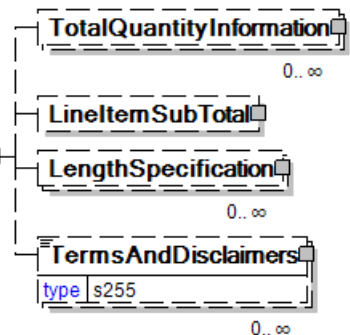 TotalQuantityInformation
0.. ∞
LineItemSubTotal
LengthSpecification
0.. ∞
TermsAndDisclaimers
type s255
0.. ∞